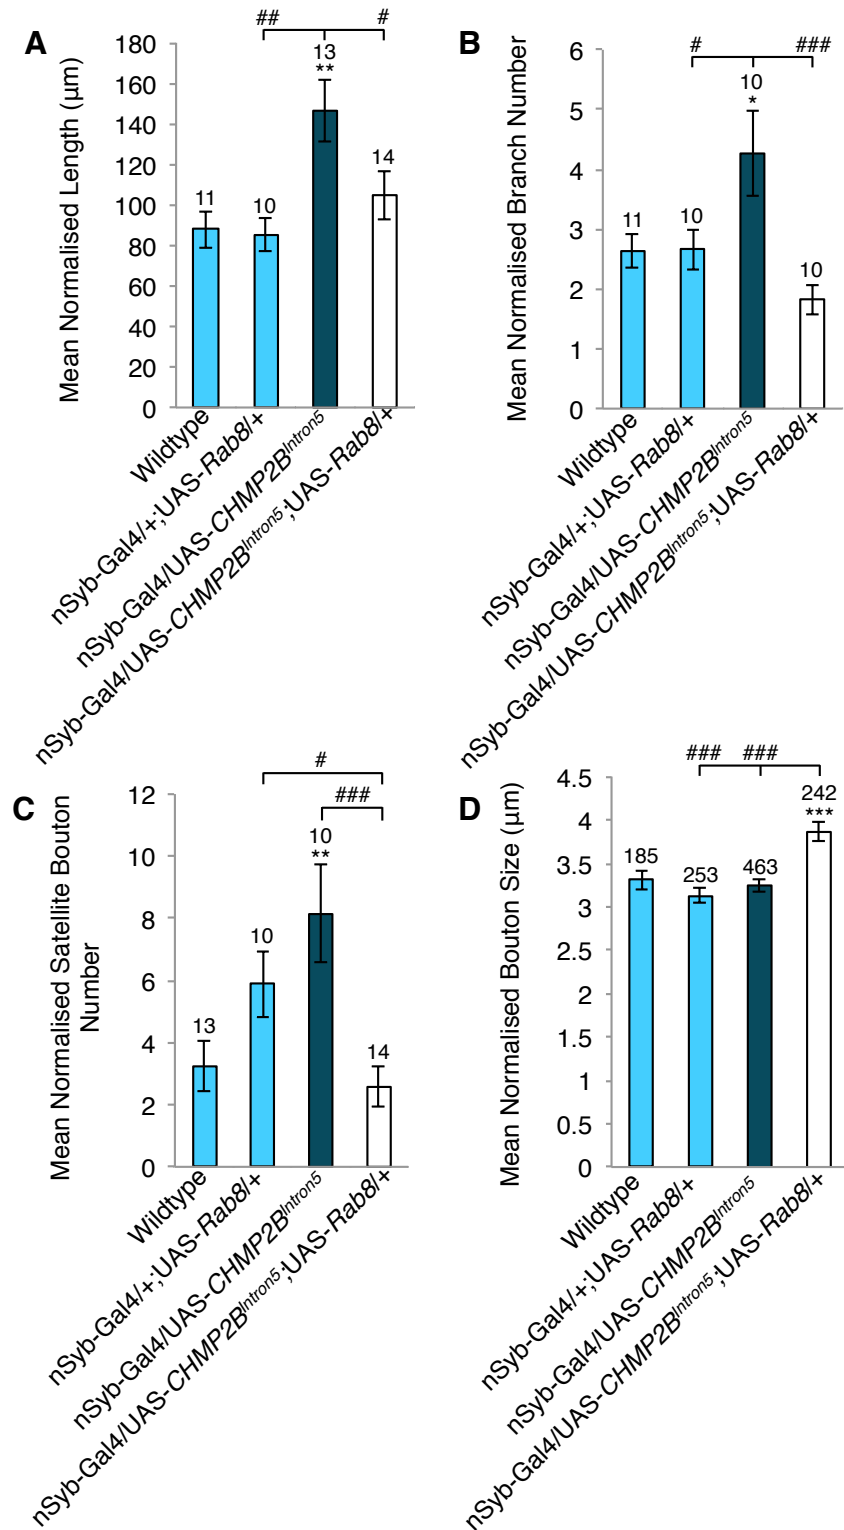 A
Mean Normalised Length (µm)
180
160
140
120
100
80
60
40
20
0
##
#
11
10
13
**
14
Wildtype
nSyb-Gal4/+;UAS-Rab8/+
nSyb-Gal4/UAS-CHMP2BIntron5
nSyb-Gal4/UAS-CHMP2BIntron5;UAS-Rab8/+
B
Mean Normalised Branch Number
6
5
4
3
2
1
0
#
###
11
10
10
*
10
Wildtype
nSyb-Gal4/+;UAS-Rab8/+
nSyb-Gal4/UAS-CHMP2BIntron5
nSyb-Gal4/UAS-CHMP2BIntron5;UAS-Rab8/+
C
Mean Normalised Satellite Bouton
Number
12
10
8
6
4
2
0
#
###
13
10
10
**
14
Wildtype
nSyb-Gal4/+;UAS-Rab8/+
nSyb-Gal4/UAS-CHMP2BIntron5
nSyb-Gal4/UAS-CHMP2BIntron5;UAS-Rab8/+
D
Mean Normalised Bouton Size (µm)
4.5
4
3.5
3
2.5
2
1.5
1
0.5
0
### ###
185
253
463
242
***
Wildtype
nSyb-Gal4/+;UAS-Rab8/+
nSyb-Gal4/UAS-CHMP2BIntron5
nSyb-Gal4/UAS-CHMP2BIntron5;UAS-Rab8/+